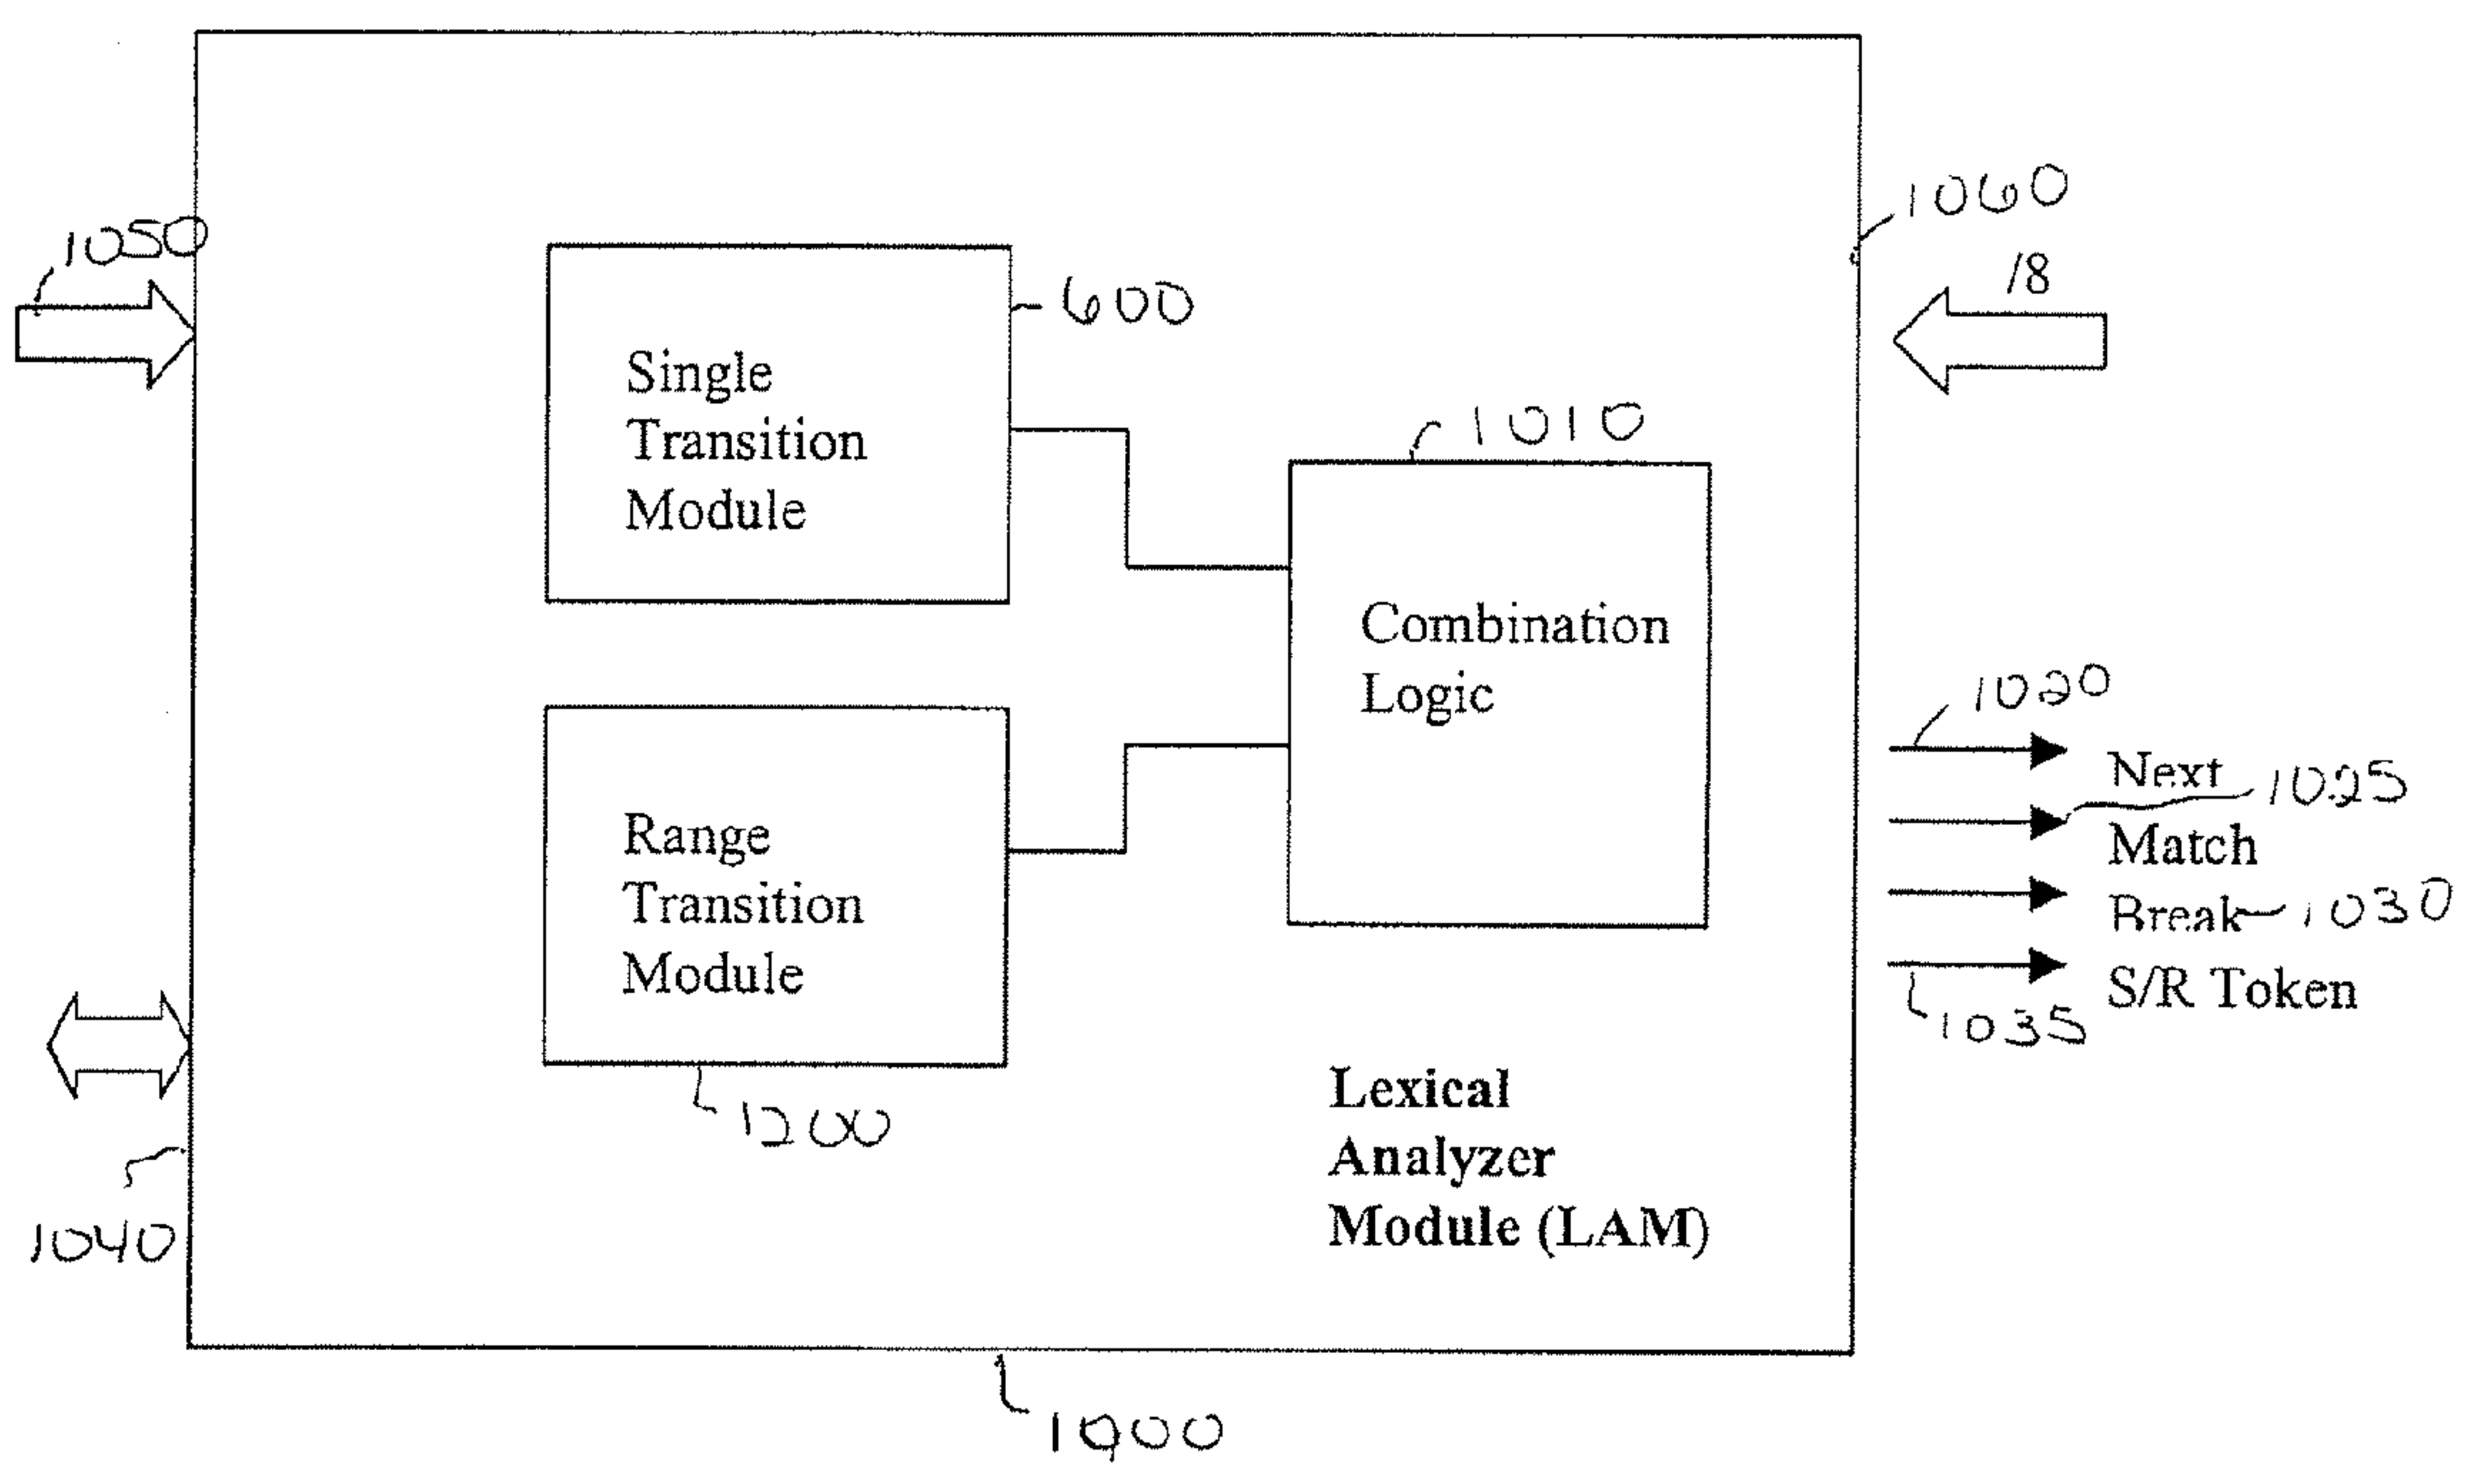 1050
1060
/8
600
Single
Transition
Module
1010
Combination
Logic
1020
Next
1025
Match
Break
1030
S/R Token
1035
Range
Transition
Module
1200
1040
Lexical
Analyzer
Module (LAM)
1000